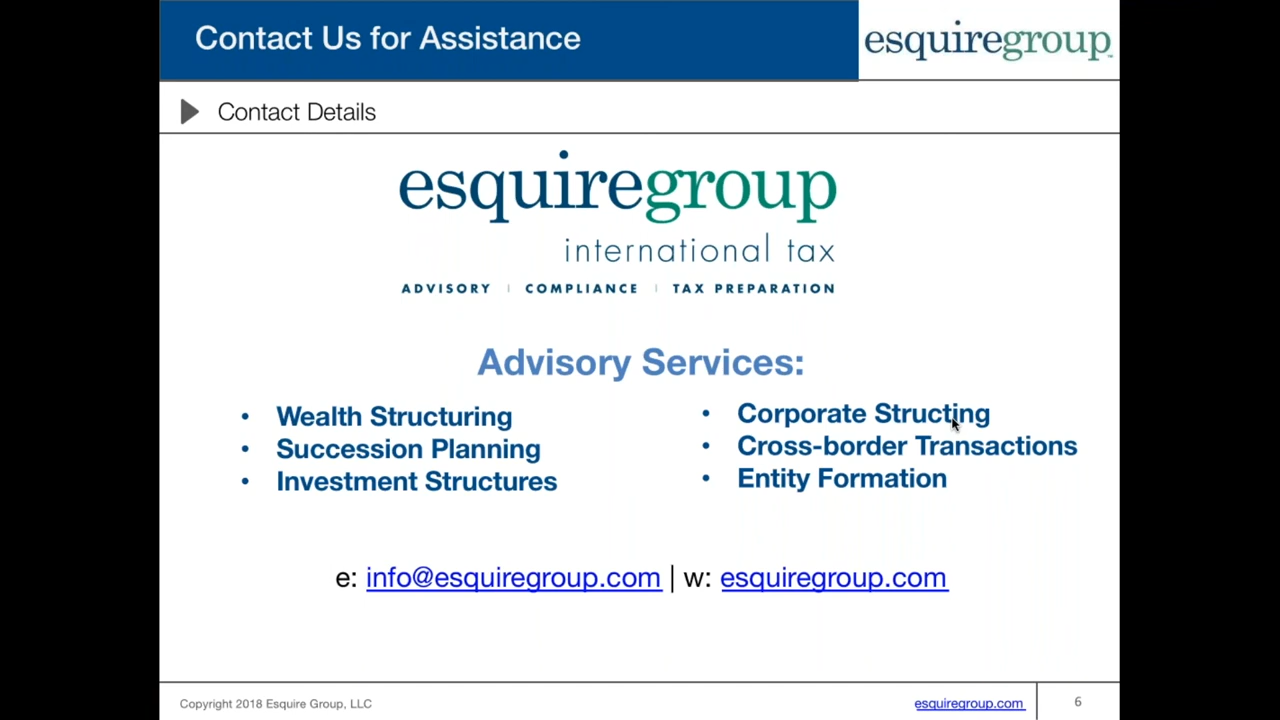 Contact Us for Assistance
esquiregroup
Contact Details
esquiregroup
international tax
ADVISORY | COMPLIANCE | TAX PREPARATION
Advisory Services:
• Wealth Structuring
• Succession Planning
• Investment Structures
• Corporate Structing
• Cross-border Transactions
• Entity Formation
e: info@esquiregroup.com | w: esquiregroup.com
Copyright 2018 Esquire Group, LLC
esquiregroup.com
6